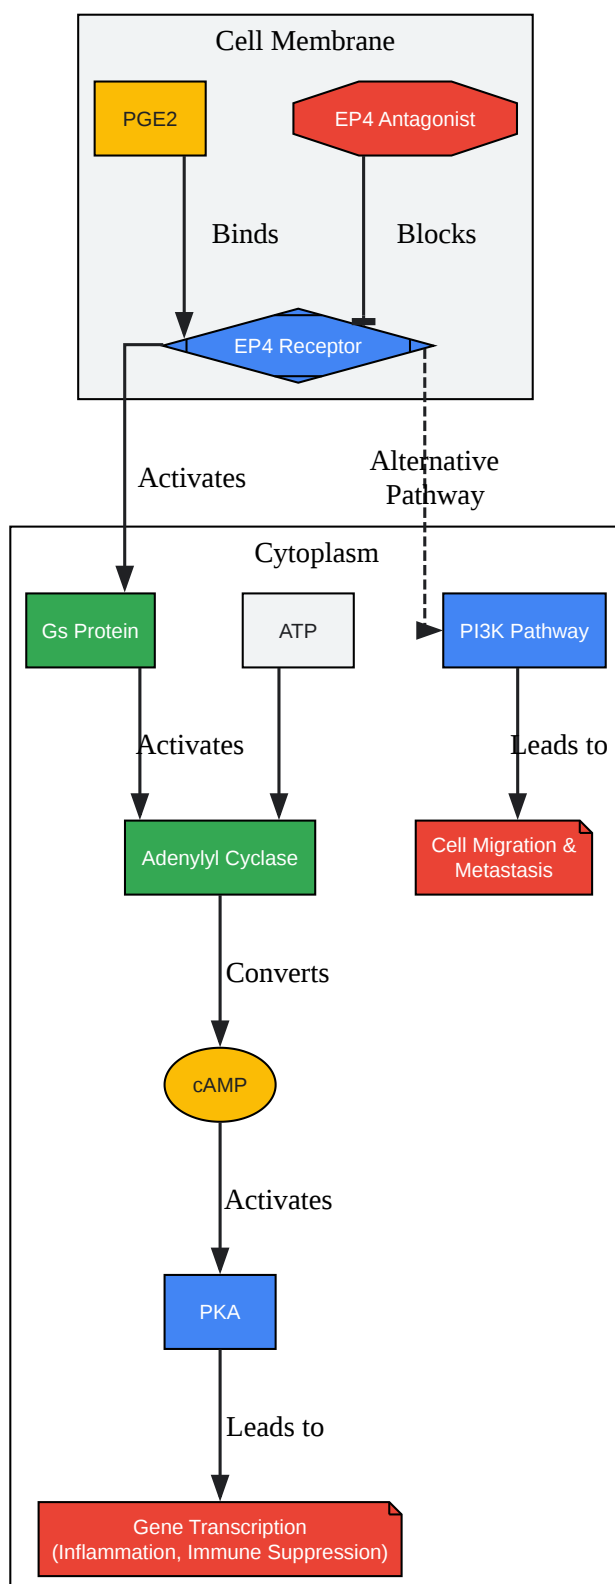 Cell Membrane
PGE2
EP4 Antagonist
Binds
Blocks
EP4 Receptor
Activates
Alternative
Pathway
Cytoplasm
Gs Protein
ATP
PI3K Pathway
Activates
Leads to
Adenylyl Cyclase
Cell Migration &
Metastasis
Converts
cAMP
Activates
PKA
Leads to
Gene Transcription
(Inflammation, Immune Suppression)